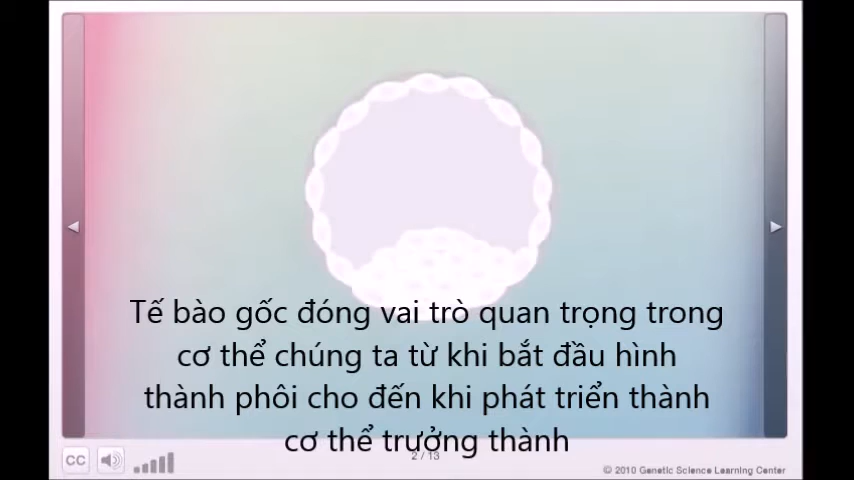 Tế bào gốc đóng vai trò quan trọng trong
cơ thể chúng ta từ khi bắt đầu hình
thành phôi cho đến khi phát triển thành
cơ thể trưởng thành
2 / 13
CC
© 2010 Genetic Science Learning Center